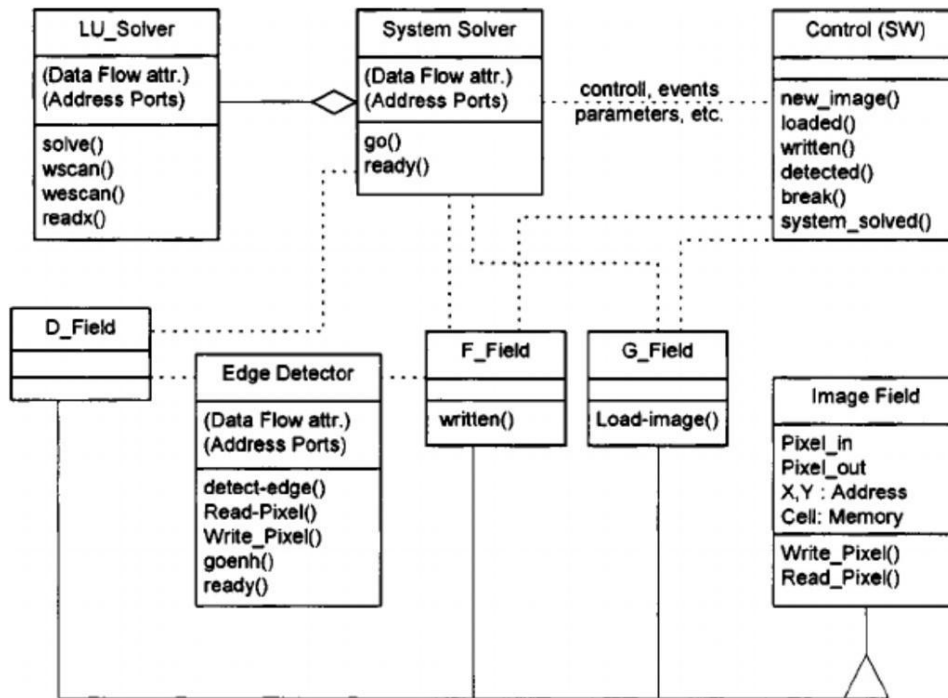 LU_Solver
(Data Flow attr.)
(Address Ports)
solve()
wscan()
wescan()
readx()
System Solver
(Data Flow attr.)
(Address Ports)
go()
ready()
controll, events
parameters, etc.
Control (SW)
new_image()
loaded()
written()
detected()
break()
system_solved()
D_Field
Edge Detector
(Data Flow attr.)
(Address Ports)
detect-edge()
Read-Pixel()
Write_Pixel()
goenh()
ready()
F_Field
written()
G_Field
Load-image()
Image Field
Pixel_in
Pixel_out
X,Y : Address
Cell: Memory
Write_Pixel()
Read_Pixel()